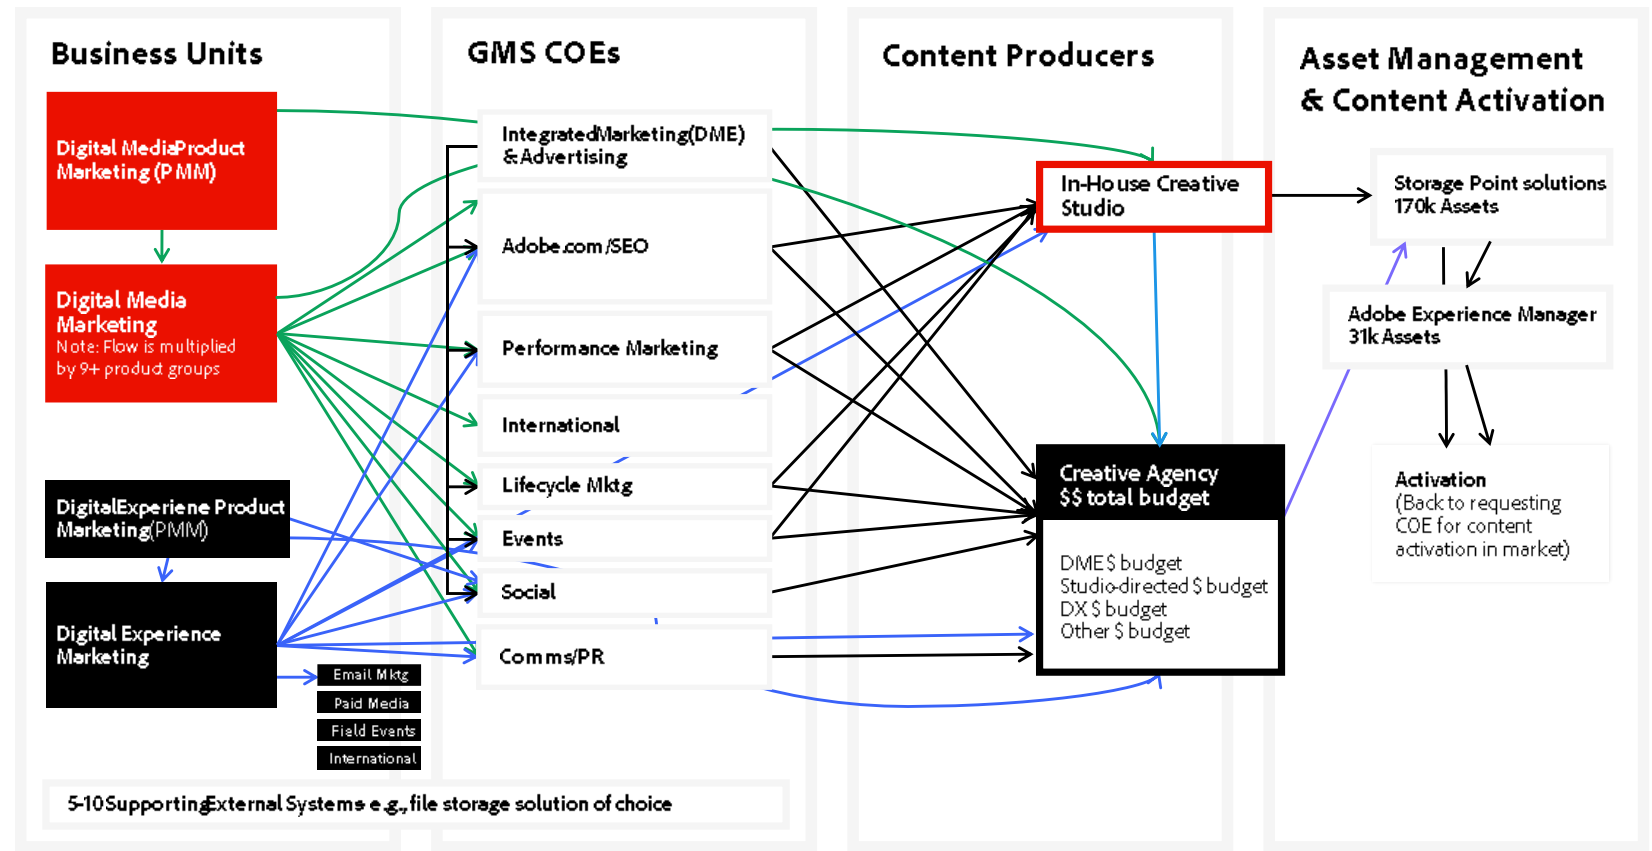 Business Units
Digital MediaProduct
Marketing (PMM)
Digital Media
Marketing
Note: Flow is multiplied
by 9+ product groups
DigitalExperiene Product
Marketing(PMM)
Digital Experience
Marketing
Email Mktg
Paid Media
Field Events
International
GMS COEs
IntegratedMarketing(DME)
&Advertising
Adobe.com/SEO
Performance Marketing
International
Lifecycle Mktg
Events
Social
Comms/PR
5-10SupportingExternal Systems e.g., file storage solution of choice
Content Producers
In-House Creative
Studio
Creative Agency
$$ total budget
DME $ budget
Studio-directed $ budget
DX $ budget
Other $ budget
Asset Management
& Content Activation
Storage Point solutions
170k Assets
Adobe Experience Manager
31k Assets
Activation
(Back to requesting
COE for content
activation in market)